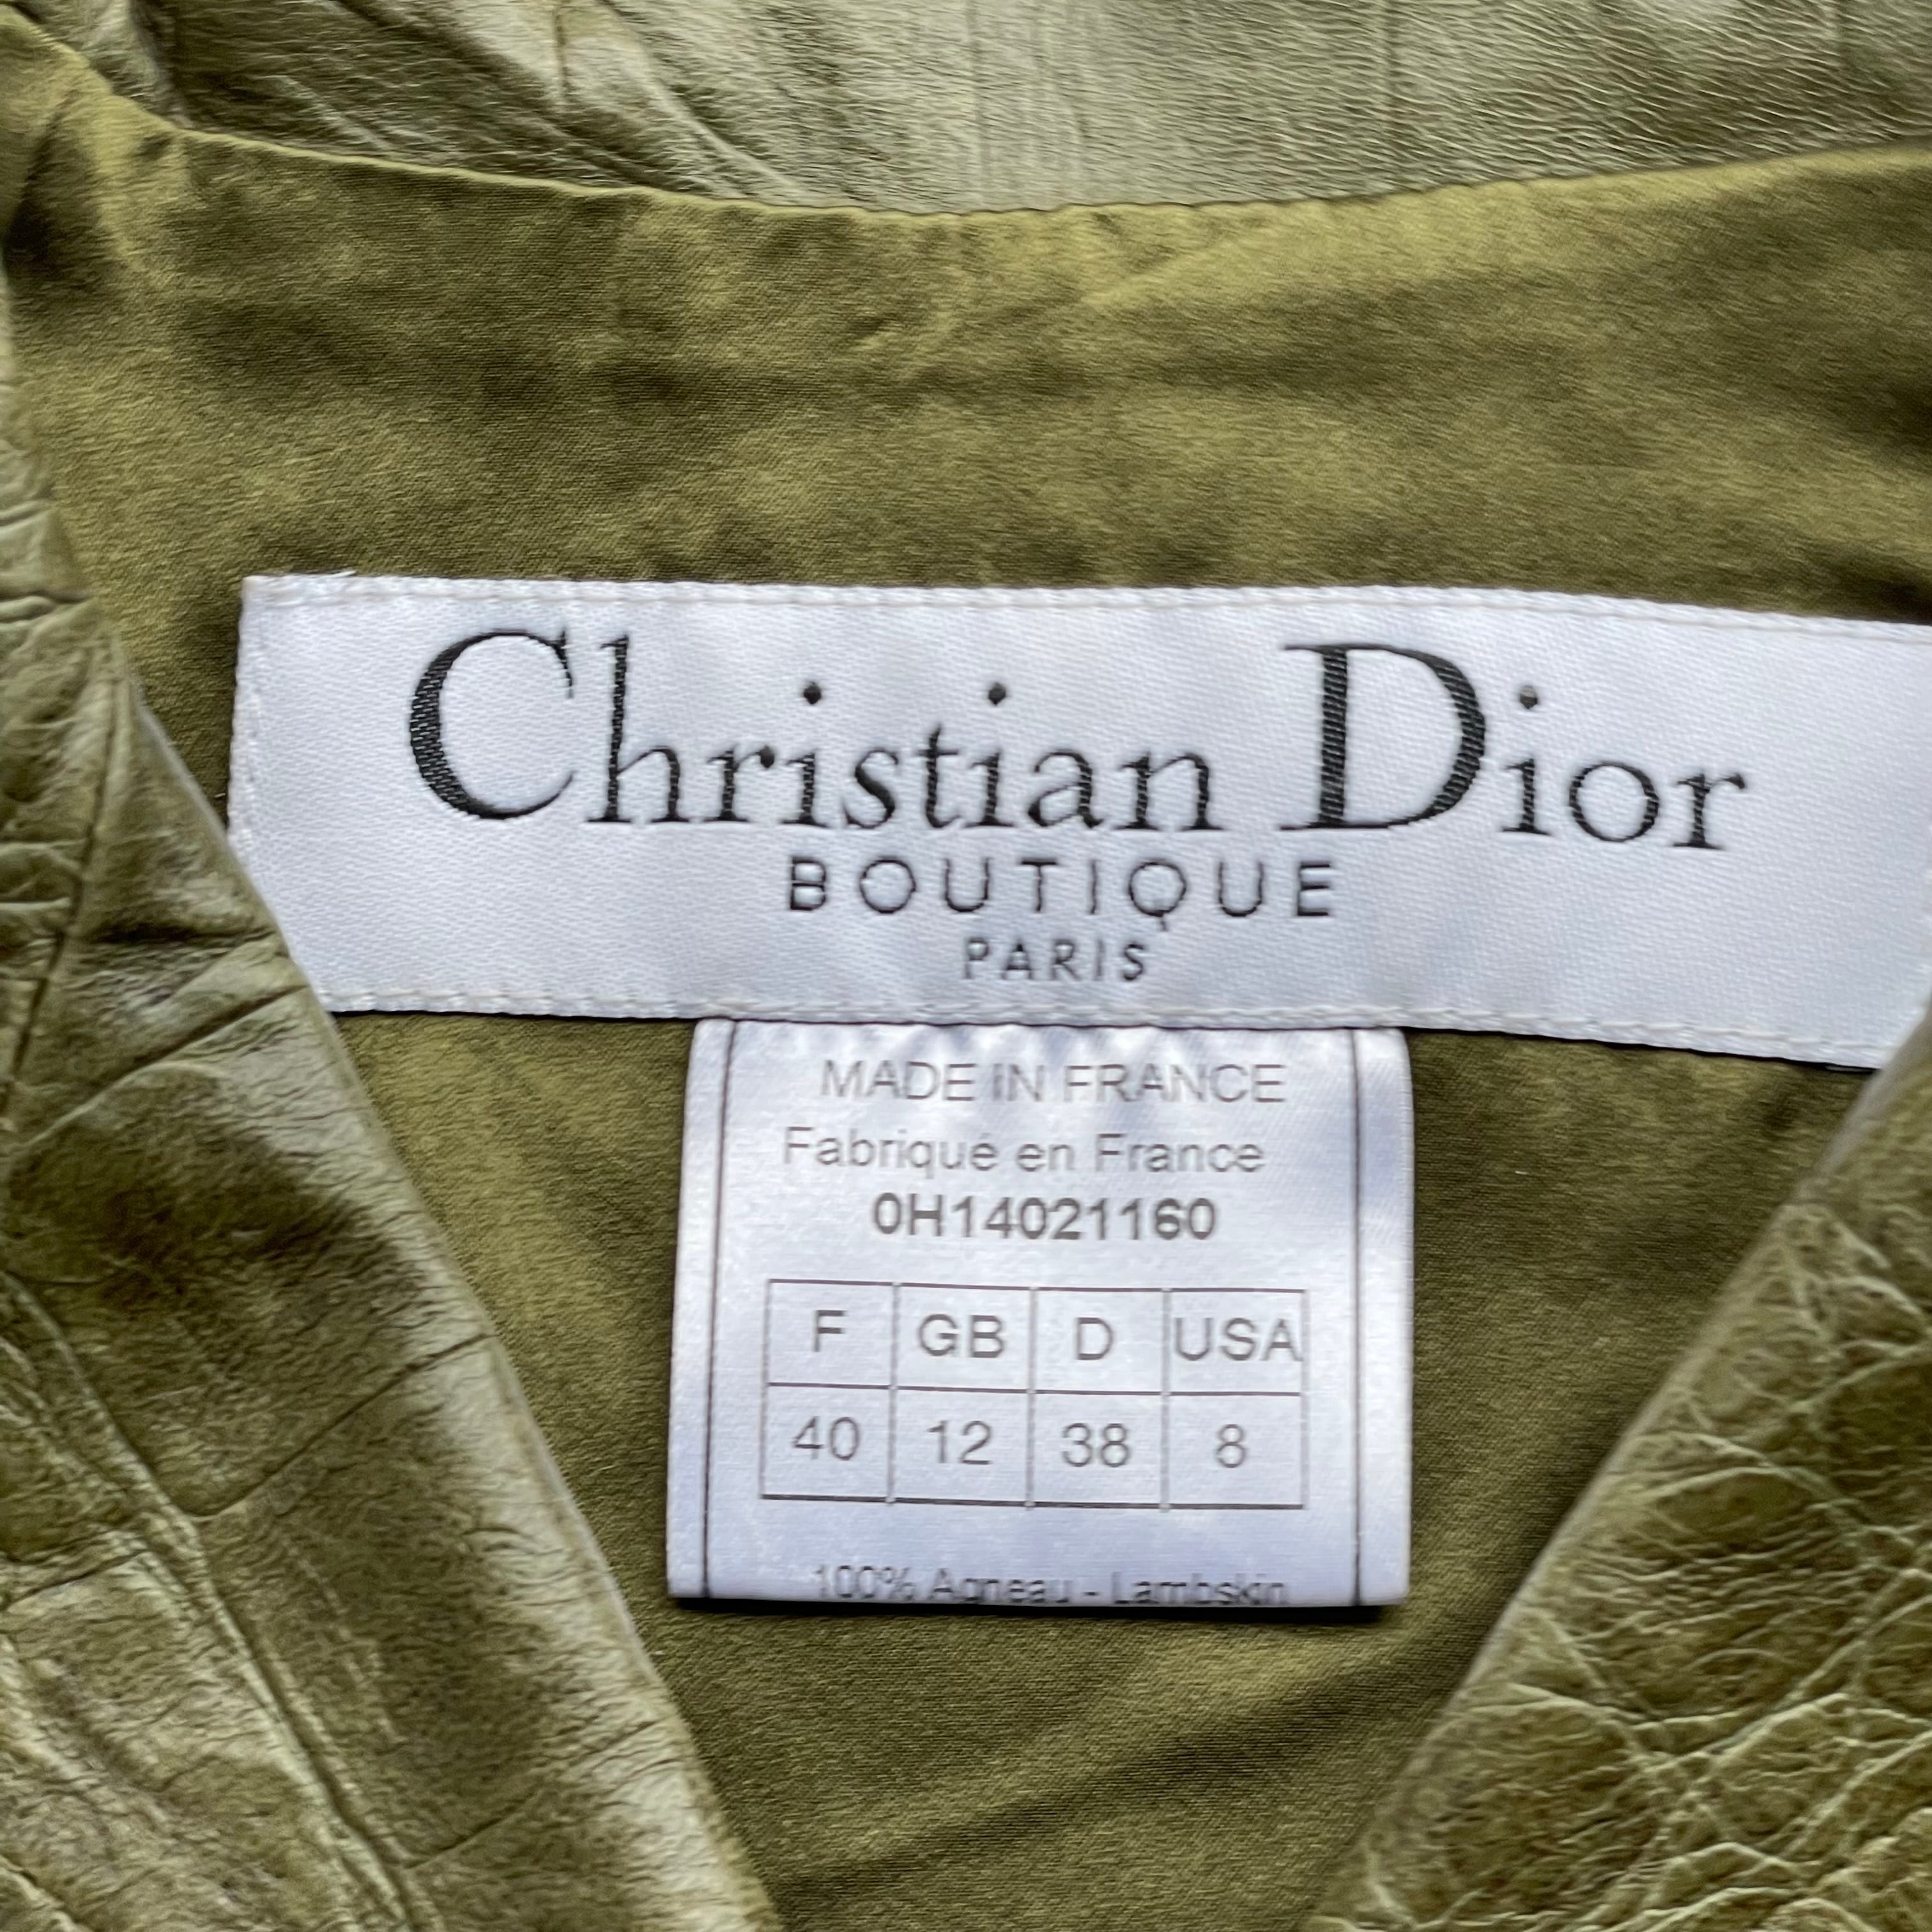 Christian Dior
BOUTIQUE
PARIS
MADE IN FRANCE
Fabriqué en France
0H14021160
F GB D USA
40 12 38 8
100% Agneau - Lambskin